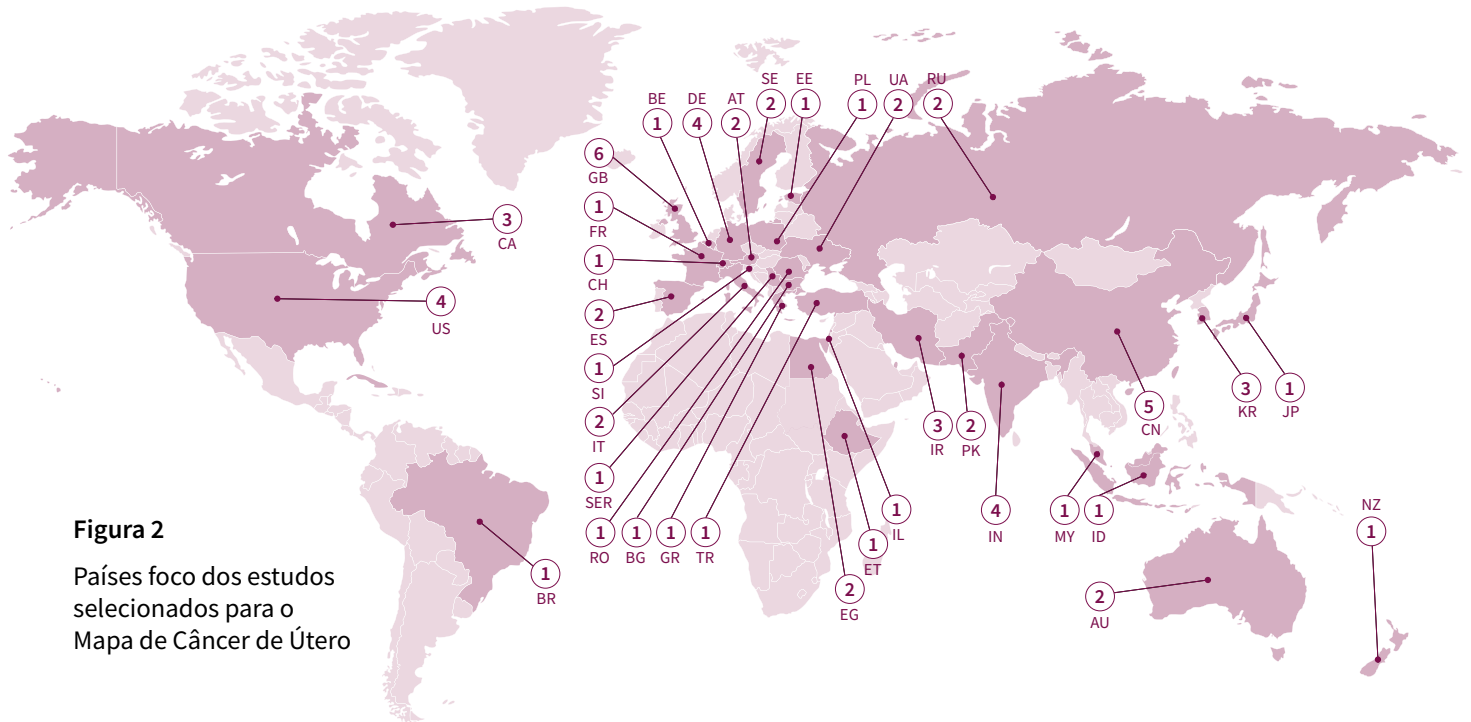 SE
EE
PL
UA
RU
2
1
1
2
2
BE
DE
AT
1
4
2
6
GB
1
FR
1
CH
2
ES
1
SI
2
IT
1
SER
1
RO
1
BG
1
GR
1
TR
3
CA
4
US
1
BR
1
IL
1
ET
2
EG
3
IR
2
PK
4
IN
5
CN
3
KR
1
JP
1
MY
1
ID
2
AU
NZ
1
Figura 2
Países foco dos estudos
selecionados para o
Mapa de Câncer de Útero